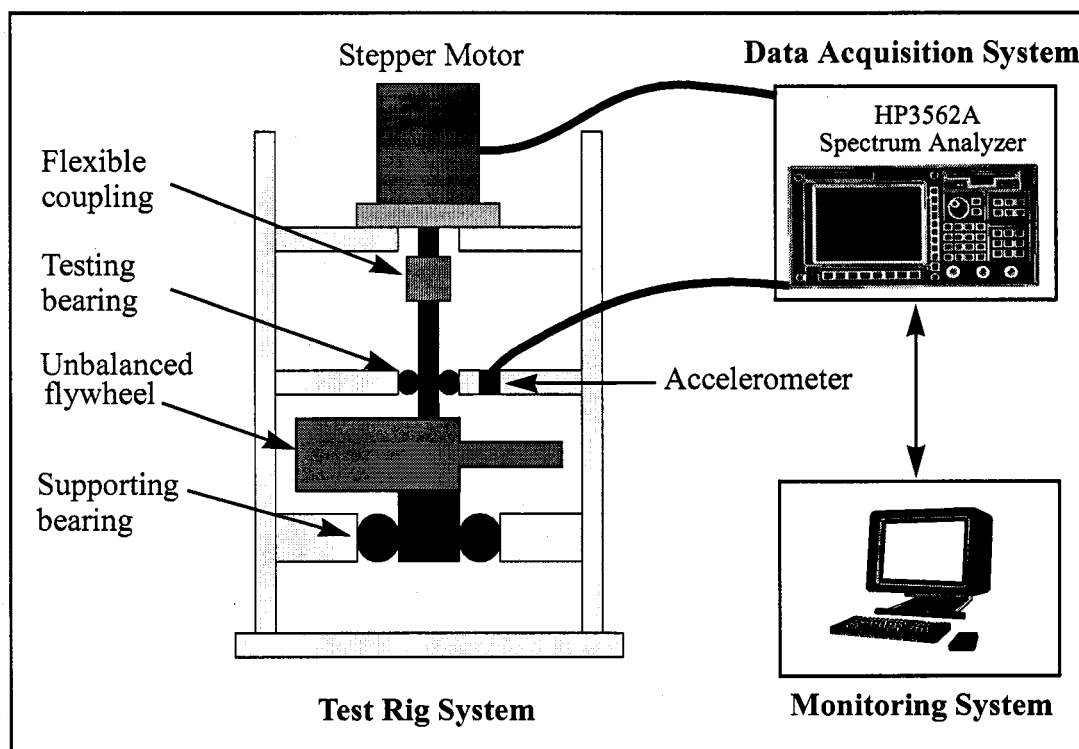 Stepper Motor
Data Acquisition System
HP3562A
Spectrum Analyzer
Flexible
coupling
Testing
bearing
Unbalanced
flywheel
Accelerometer
Supporting
bearing
Test Rig System
Monitoring System